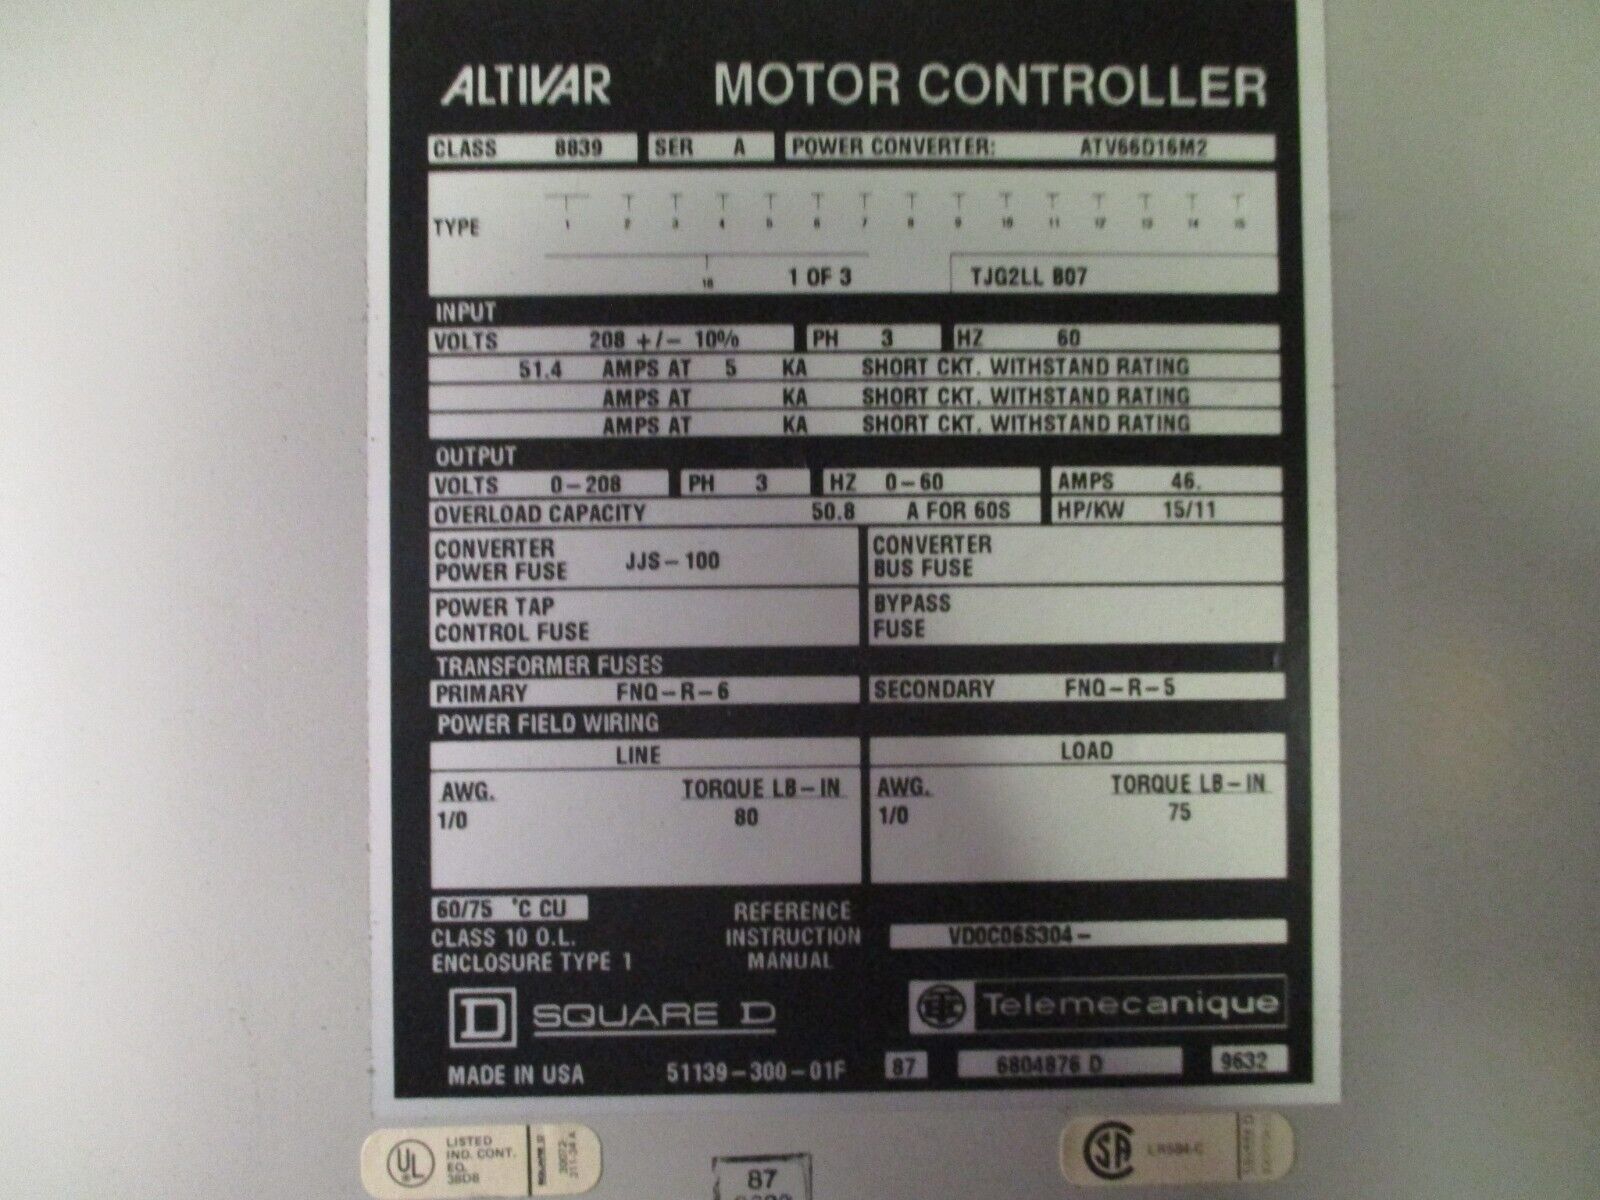 ALTIVAR MOTOR CONTROLLER
CLASS 8839 SER A POWER CONVERTER: ATV66D16M2
TYPE 1 2 3 4 5 6 7 8 9 10 11 12 13 14 15
16 1 OF 3 TJG2LL B07
INPUT
VOLTS 208 +/- 10% PH 3 HZ 60
51.4 AMPS AT 5 KA SHORT CKT. WITHSTAND RATING
AMPS AT KA SHORT CKT. WITHSTAND RATING
AMPS AT KA SHORT CKT. WITHSTAND RATING
OUTPUT
VOLTS 0-208 PH 3 HZ 0-60 AMPS 46.
OVERLOAD CAPACITY 50.8 A FOR 60S HP/KW 15/11
CONVERTER
POWER FUSE JJS-100
CONVERTER
BUS FUSE
POWER TAP
CONTROL FUSE
BYPASS
FUSE
TRANSFORMER FUSES
PRIMARY FNQ-R-6 SECONDARY FNQ-R-5
POWER FIELD WIRING
LINE LOAD
AWG. TORQUE LB-IN AWG. TORQUE LB-IN
1/0 80 1/0 75
60/75 °C CU
CLASS 10 O.L.
ENCLOSURE TYPE 1
REFERENCE
INSTRUCTION
MANUAL
VD0C06S304-
D SQUARE D Telemecanique
MADE IN USA 51139-300-01F 87 6804876 D 9632
UL LISTED
IND. CONT.
EQ.
38D8
SQUARE D
30072
211-34 A
CSA
87